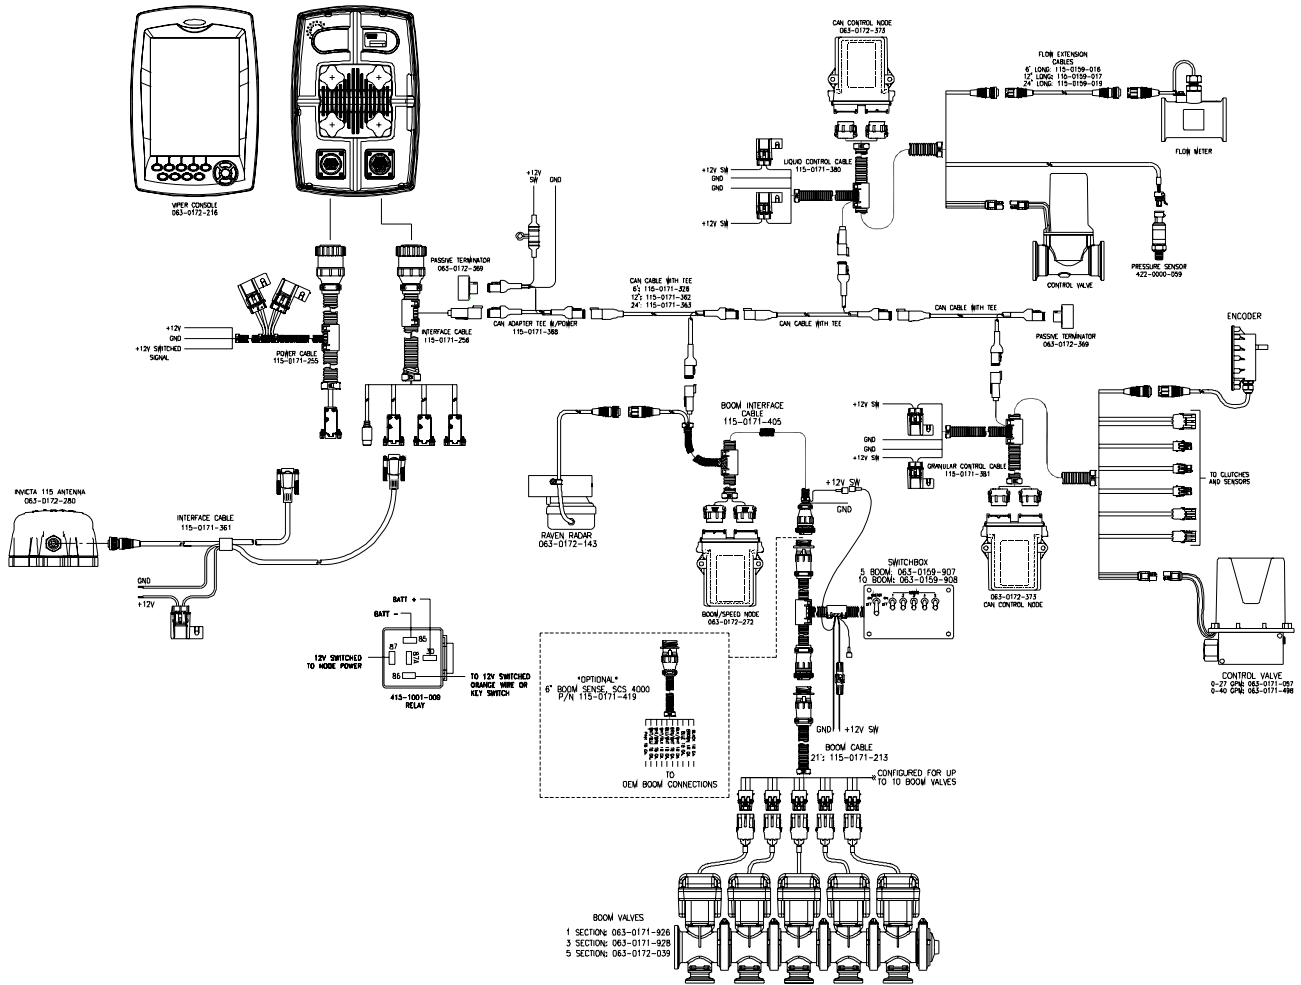 CAN CONTROL NODE
063-0172-373
FLOW EXTENSION
CABLES
6' LONG: 115-0159-016
12' LONG: 115-0159-017
24' LONG: 115-0159-019
FLOW METER
LIQUID CONTROL CABLE
115-0171-380
+12V SW
GND
GND
+12V SW
PRESSURE SENSOR
422-0000-059
CONTROL VALVE
VIPER CONSOLE
063-0172-216
+12V
SW
GND
PASSIVE TERMINATOR
063-0172-369
CAN CABLE WITH TEE
6': 115-0171-326
12': 115-0171-362
24': 115-0171-363
CAN ADAPTER TEE W/POWER
115-0171-368
INTERFACE CABLE
115-0171-256
CAN CABLE WITH TEE
CAN CABLE WITH TEE
PASSIVE TERMINATOR
063-0172-369
+12V
GND
+12V SWITCHED
SIGNAL
POWER CABLE
115-0171-255
ENCODER
BOOM INTERFACE
CABLE
115-0171-405
+12V SW
GND
GND
+12V SW
GRANULAR CONTROL CABLE
115-0171-381
TO CLUTCHES
AND SENSORS
INVICTA 115 ANTENNA
063-0172-280
INTERFACE CABLE
115-0171-361
GND
+12V
RAVEN RADAR
063-0172-143
+12V SW
GND
BOOM/SPEED NODE
063-0172-272
SWITCHBOX
5 BOOM: 063-0159-907
10 BOOM: 063-0159-908
063-0172-373
CAN CONTROL NODE
BATT +
BATT -
85
87
87A
30
86
12V SWITCHED
TO NODE POWER
TO 12V SWITCHED
ORANGE WIRE OR
KEY SWITCH
415-1001-009
RELAY
*OPTIONAL*
6' BOOM SENSE, SCS 4000
P/N 115-0171-419
TO
OEM BOOM CONNECTIONS
GND
+12V SW
BOOM CABLE
21': 115-0171-213
CONFIGURED FOR UP
TO 10 BOOM VALVES
CONTROL VALVE
0-27 GPM: 063-0171-057
0-40 GPM: 063-0171-498
BOOM VALVES
1 SECTION: 063-0171-926
3 SECTION: 063-0171-928
5 SECTION: 063-0172-039